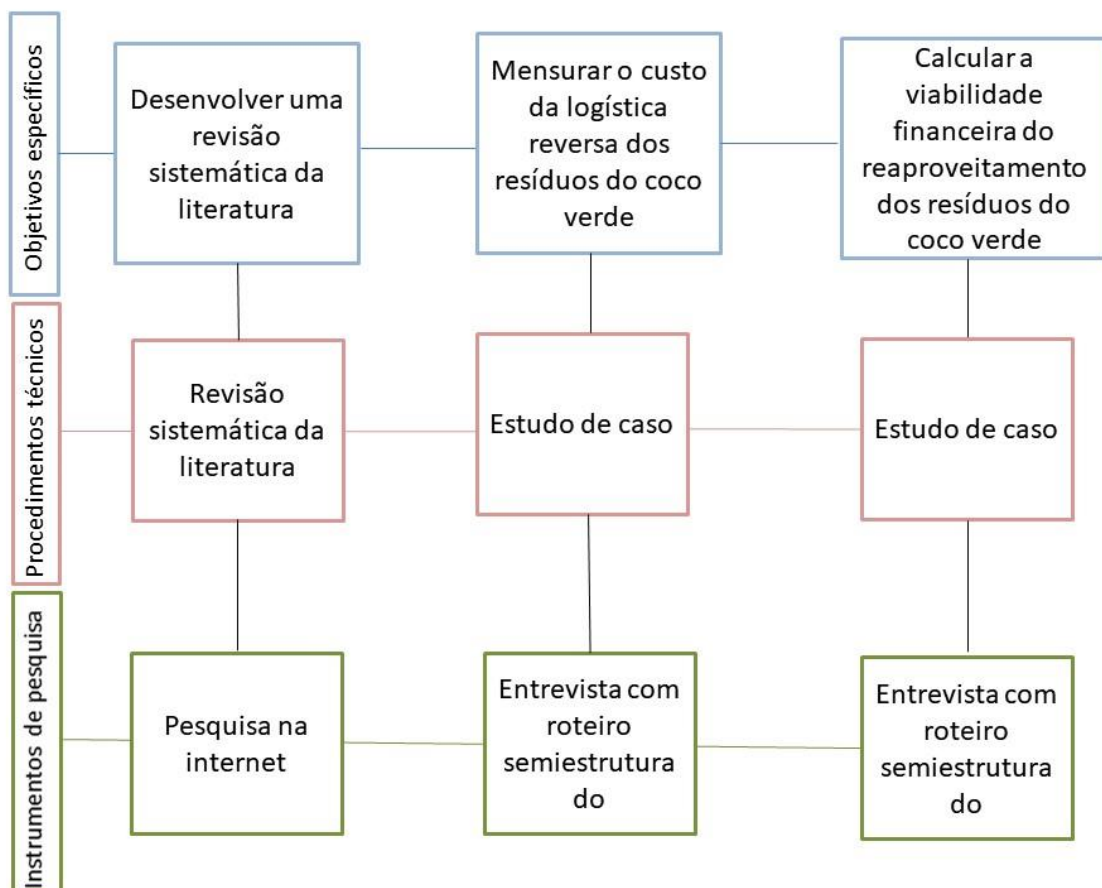 Objetivos específicos
Desenvolver uma
revisão
sistemática da
literatura
Mensurar o custo
da logística
reversa dos
resíduos do coco
verde
Calcular a
viabilidade
financeira do
reaproveitamento
dos resíduos do
coco verde
Procedimentos técnicos
Revisão
sistemática da
literatura
Estudo de caso
Estudo de caso
Instrumentos de pesquisa
Pesquisa na
internet
Entrevista com
roteiro
semiestrutura
do
Entrevista com
roteiro
semiestrutura
do